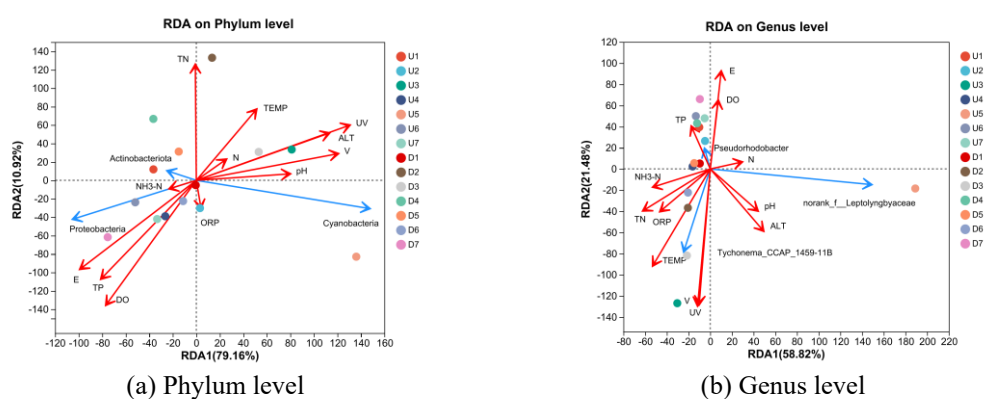 RDA on Phylum level
RDA2(10.92%)
140
120
100
80
60
40
20
0
-20
-40
-60
-80
-100
-120
-140
TN
TEMP
UV
ALT
V
N
pH
Actinobacteriota
NH3-N
Proteobacteria
ORP
Cyanobacteria
E
TP
DO
-120 -100 -80 -60 -40 -20 0 20 40 60 80 100 120 140 160
RDA1(79.16%)
U1
U2
U3
U4
U5
U6
U7
D1
D2
D3
D4
D5
D6
D7
(a) Phylum level
RDA on Genus level
RDA2(21.48%)
120
100
80
60
40
20
0
-20
-40
-60
-80
-100
-120
-140
E
DO
TP
Pseudorhodobacter
N
NH3-N
norank_f__Leptolyngbyaceae
TN
ORP
pH
ALT
Tychonema_CCAP_1459-11B
TEMP
V
UV
-80 -60 -40 -20 0 20 40 60 80 100 120 140 160 180 200 220
RDA1(58.82%)
U1
U2
U3
U4
U5
U6
U7
D1
D2
D3
D4
D5
D6
D7
(b) Genus level